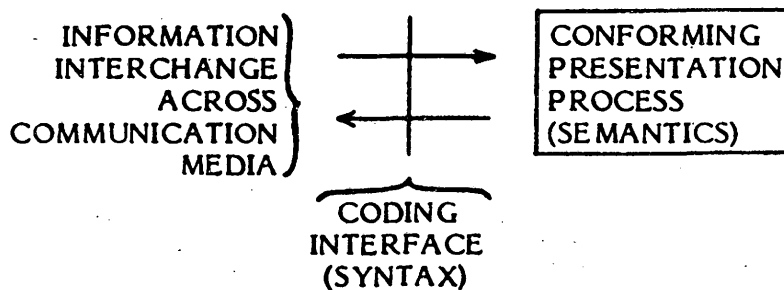 INFORMATION
INTERCHANGE
ACROSS
COMMUNICATION
MEDIA
CONFORMING
PRESENTATION
PROCESS
(SEMANTICS)
CODING
INTERFACE
(SYNTAX)